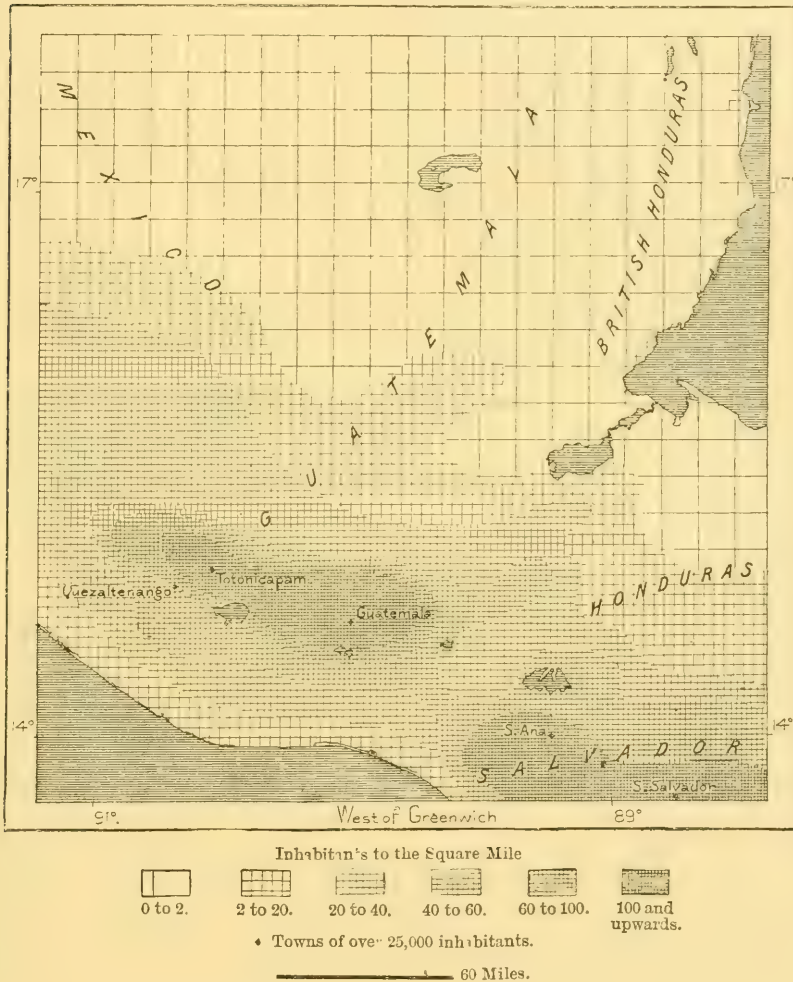 MEXICO
GUATEMALA
BRITISH HONDURAS
17°
HONDURAS
Totonicapam
Quezaltenango
Guatemala
14°
14°
S. Ana
SALVADOR
S. Salvador
91°.
West of Greenwich
89°
Inhabitan's to the Square Mile
0 to 2.
2 to 20.
20 to 40.
40 to 60.
60 to 100.
100 and
upwards.
Towns of over 25,000 inhabitants.
60 Miles.